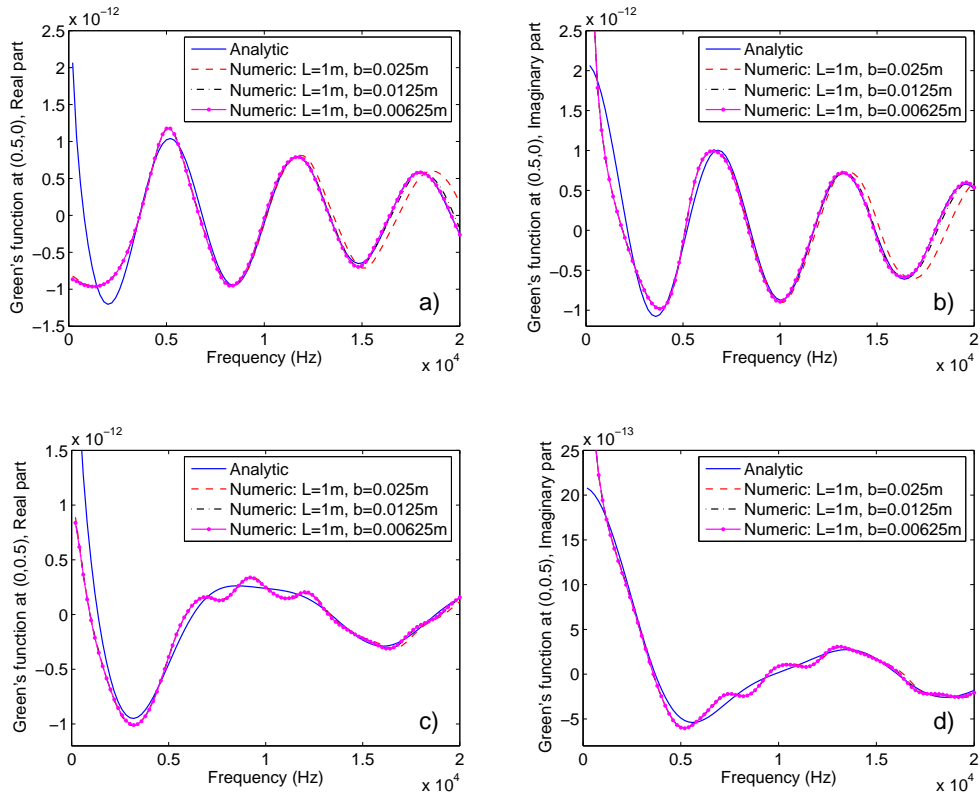 x 10⁻¹²
Green's function at (0.5,0), Real part
2.5
2
1.5
1
0.5
0
−0.5
−1
−1.5
Analytic
Numeric: L=1m, b=0.025m
Numeric: L=1m, b=0.0125m
Numeric: L=1m, b=0.00625m
a)
0 0.5 1 1.5 2
Frequency (Hz)
x 10⁴
x 10⁻¹²
Green's function at (0.5,0), Imaginary part
2.5
2
1.5
1
0.5
0
−0.5
−1
Analytic
Numeric: L=1m, b=0.025m
Numeric: L=1m, b=0.0125m
Numeric: L=1m, b=0.00625m
b)
0 0.5 1 1.5 2
Frequency (Hz)
x 10⁴
x 10⁻¹²
Green's function at (0,0.5), Real part
1.5
1
0.5
0
−0.5
−1
Analytic
Numeric: L=1m, b=0.025m
Numeric: L=1m, b=0.0125m
Numeric: L=1m, b=0.00625m
c)
0 0.5 1 1.5 2
Frequency (Hz)
x 10⁴
x 10⁻¹³
Green's function at (0,0.5), Imaginary part
25
20
15
10
5
0
−5
Analytic
Numeric: L=1m, b=0.025m
Numeric: L=1m, b=0.0125m
Numeric: L=1m, b=0.00625m
d)
0 0.5 1 1.5 2
Frequency (Hz)
x 10⁴